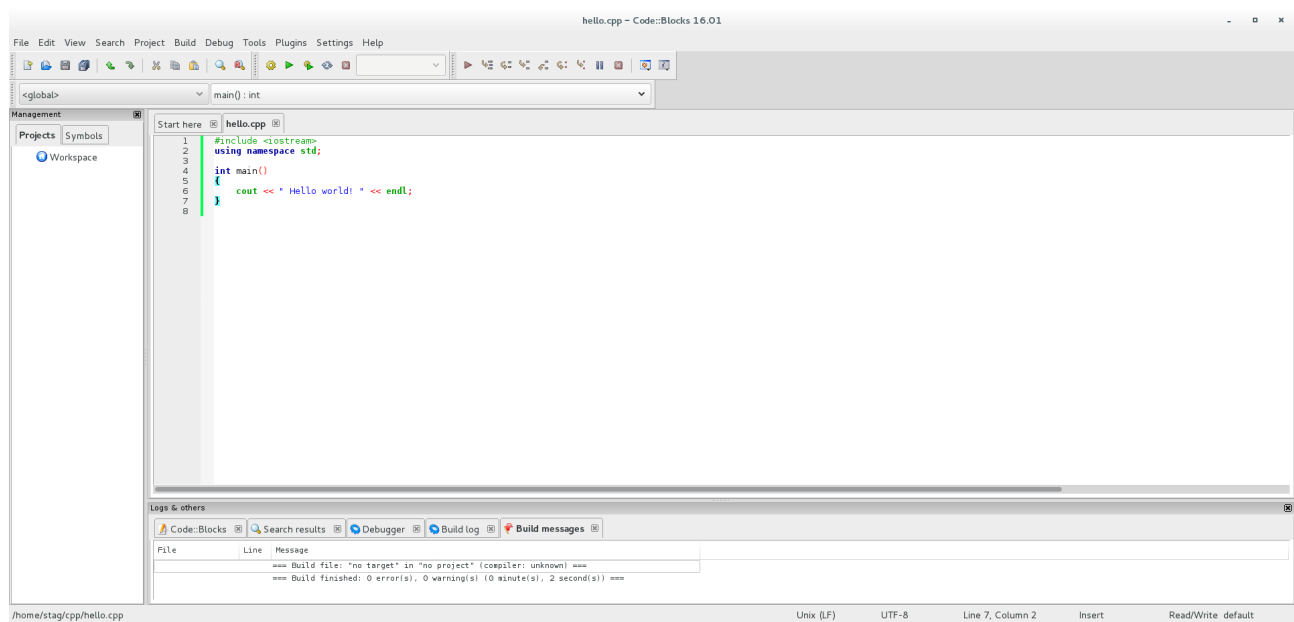 hello.cpp - Code::Blocks 16.01
File Edit View Search Project Build Debug Tools Plugins Settings Help
<global> main() : int
Management
Projects Symbols
Workspace
Start here hello.cpp
1 #include <iostream>
2 using namespace std;
3
4 int main()
5 {
6 cout << " Hello world! " << endl;
7 }
8
Logs & others
Code::Blocks Search results Debugger Build log Build messages
File Line Message
=== Build file: "no target" in "no project" (compiler: unknown) ===
=== Build finished: 0 error(s), 0 warning(s) (0 minute(s), 2 second(s)) ===
/home/stag/cpp/hello.cpp Unix (LF) UTF-8 Line 7, Column 2 Insert Read/Write default